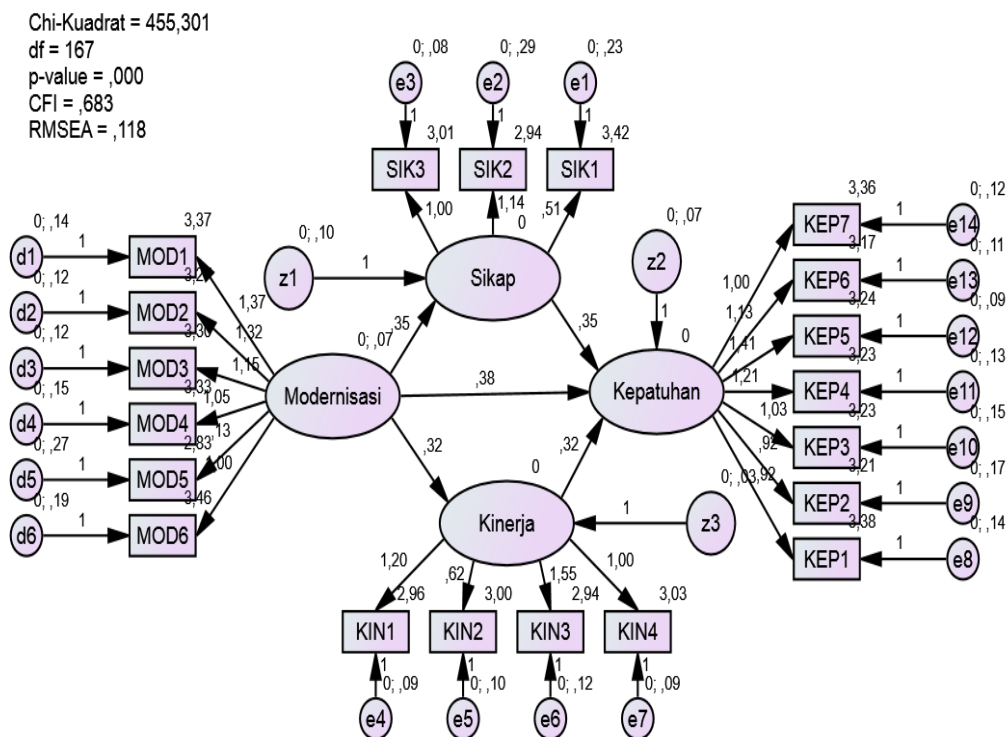 Chi-Kuadrat = 455,301
df = 167
p-value = ,000
CFI = ,683
RMSEA = ,118
0; ,08
e3
1
3,01
SIK3
1,00
0; ,29
e2
1
2,94
SIK2
1,14
0; ,23
e1
1
3,42
SIK1
,51
0
Sikap
0; ,10
z1
1
0; ,07
z2
1
0; ,14
d1
1
3,37
MOD1
1,37
0; ,12
d2
1
MOD2
1,32
0; ,12
d3
1
3,30
MOD3
1,15
0; ,15
d4
1
3,33
MOD4
1,05
0; ,27
d5
1
2,83
MOD5
0; ,19
d6
1
3,46
MOD6
0; ,07
Modernisasi
,35
,38
,32
,35
,32
0
Kepatuhan
3,36
KEP7
1
0; ,12
e14
1,00
3,17
KEP6
1
0; ,11
e13
1,13
3,24
KEP5
1
0; ,09
e12
1,41
3,23
KEP4
1
0; ,13
e11
1,21
3,23
KEP3
1
0; ,15
e10
1,03
3,21
KEP2
1
0; ,17
e9
,92
3,38
KEP1
1
0; ,14
e8
,92
0
Kinerja
1
0; ,03
z3
1,20
2,96
KIN1
1
0; ,09
e4
,62
3,00
KIN2
1
0; ,10
e5
1,55
2,94
KIN3
1
0; ,12
e6
1,00
3,03
KIN4
1
0; ,09
e7